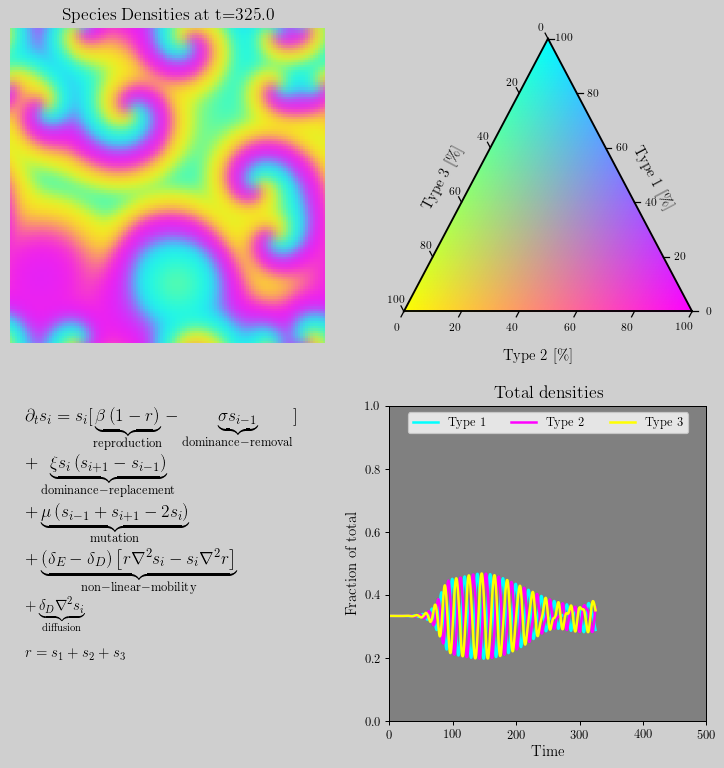 Species Densities at t=325.0
0
100
20
80
40
60
Type 3 [%]
Type 1 [%]
60
40
80
20
100
0
0 20 40 60 80 100
Type 2 [%]
∂ₜsᵢ = sᵢ[ β (1 − r) − σsᵢ₋₁ ]
reproduction dominance−removal
+ ξsᵢ (sᵢ₊₁ − sᵢ₋₁)
dominance−replacement
+ μ (sᵢ₋₁ + sᵢ₊₁ − 2sᵢ)
mutation
+ (δ_E − δ_D) [r∇²sᵢ − sᵢ∇²r]
non−linear−mobility
+ δ_D∇²sᵢ
diffusion
r = s₁ + s₂ + s₃
Total densities
Type 1 Type 2 Type 3
Fraction of total
1.0
0.8
0.6
0.4
0.2
0.0
0 100 200 300 400 500
Time